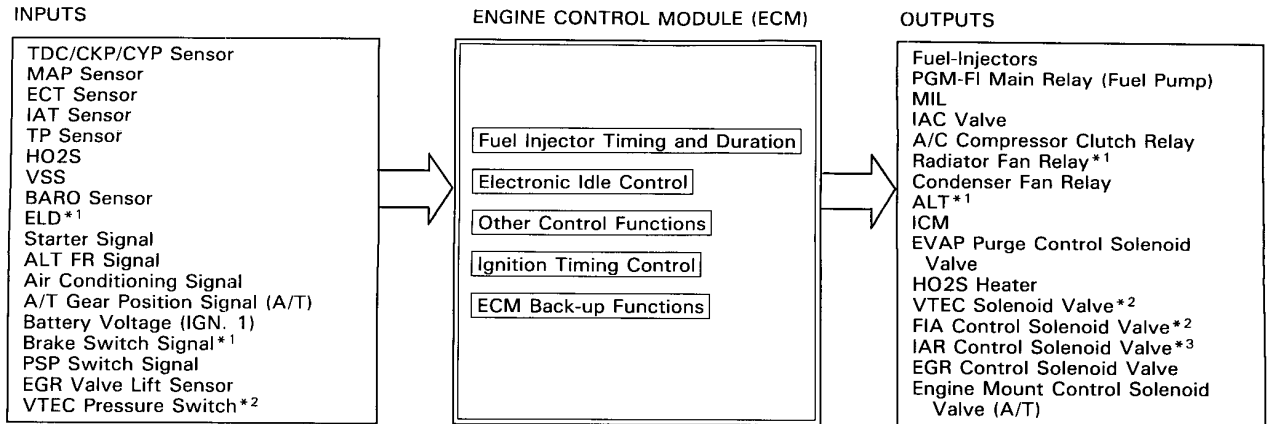 INPUTS
TDC/CKP/CYP Sensor
MAP Sensor
ECT Sensor
IAT Sensor
TP Sensor
HO2S
VSS
BARO Sensor
ELD*1
Starter Signal
ALT FR Signal
Air Conditioning Signal
A/T Gear Position Signal (A/T)
Battery Voltage (IGN. 1)
Brake Switch Signal*1
PSP Switch Signal
EGR Valve Lift Sensor
VTEC Pressure Switch*2
ENGINE CONTROL MODULE (ECM)
Fuel Injector Timing and Duration
Electronic Idle Control
Other Control Functions
Ignition Timing Control
ECM Back-up Functions
OUTPUTS
Fuel-Injectors
PGM-FI Main Relay (Fuel Pump)
MIL
IAC Valve
A/C Compressor Clutch Relay
Radiator Fan Relay*1
Condenser Fan Relay
ALT*1
ICM
EVAP Purge Control Solenoid
Valve
HO2S Heater
VTEC Solenoid Valve*2
FIA Control Solenoid Valve*2
IAR Control Solenoid Valve*3
EGR Control Solenoid Valve
Engine Mount Control Solenoid
Valve (A/T)